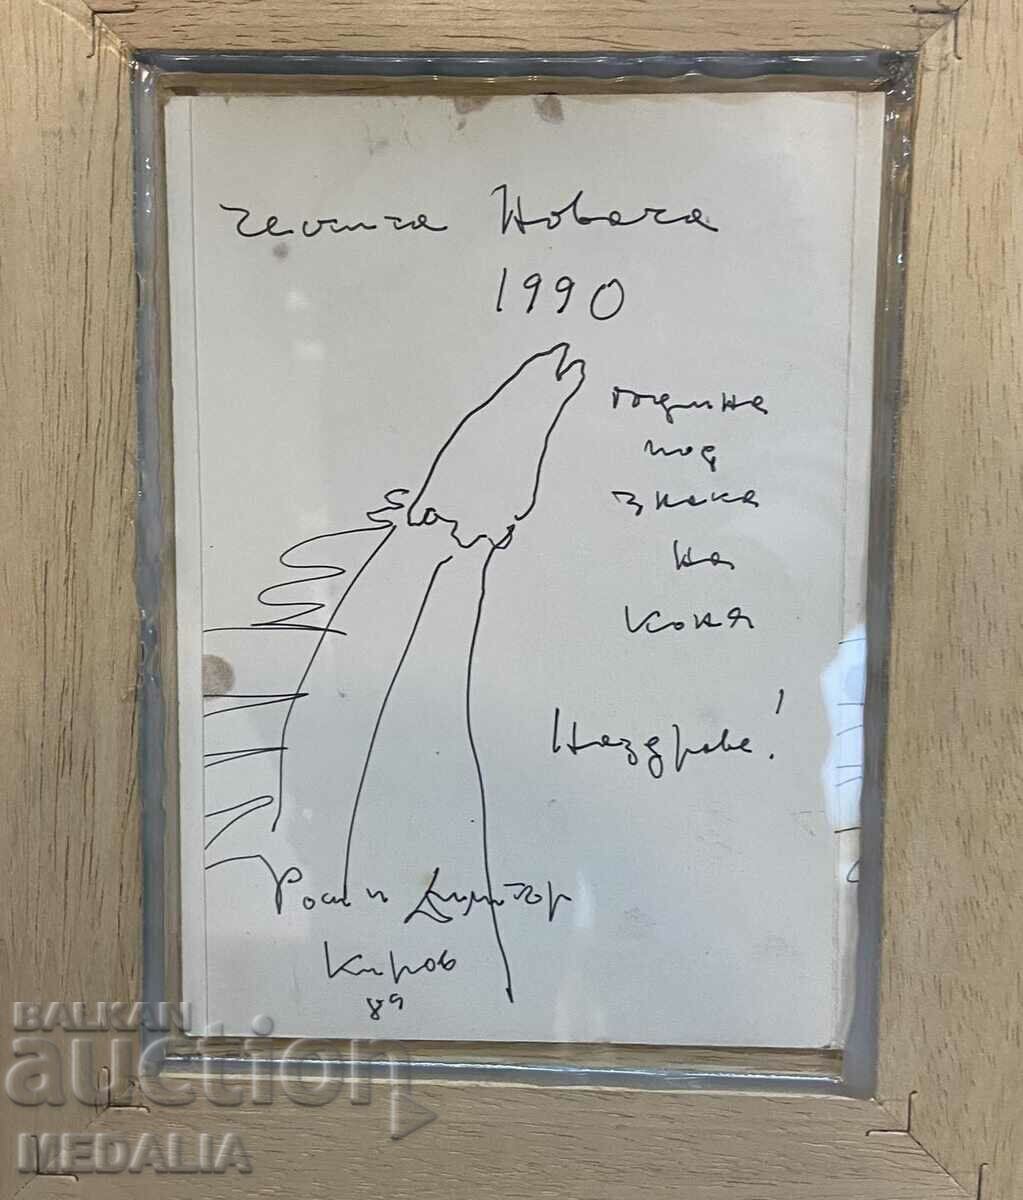 честита Новата
1990
година
под
знака
на
коня
Наздраве!
Роси и Димитър
Киров
89
BALKAN
auction
MEDALIA